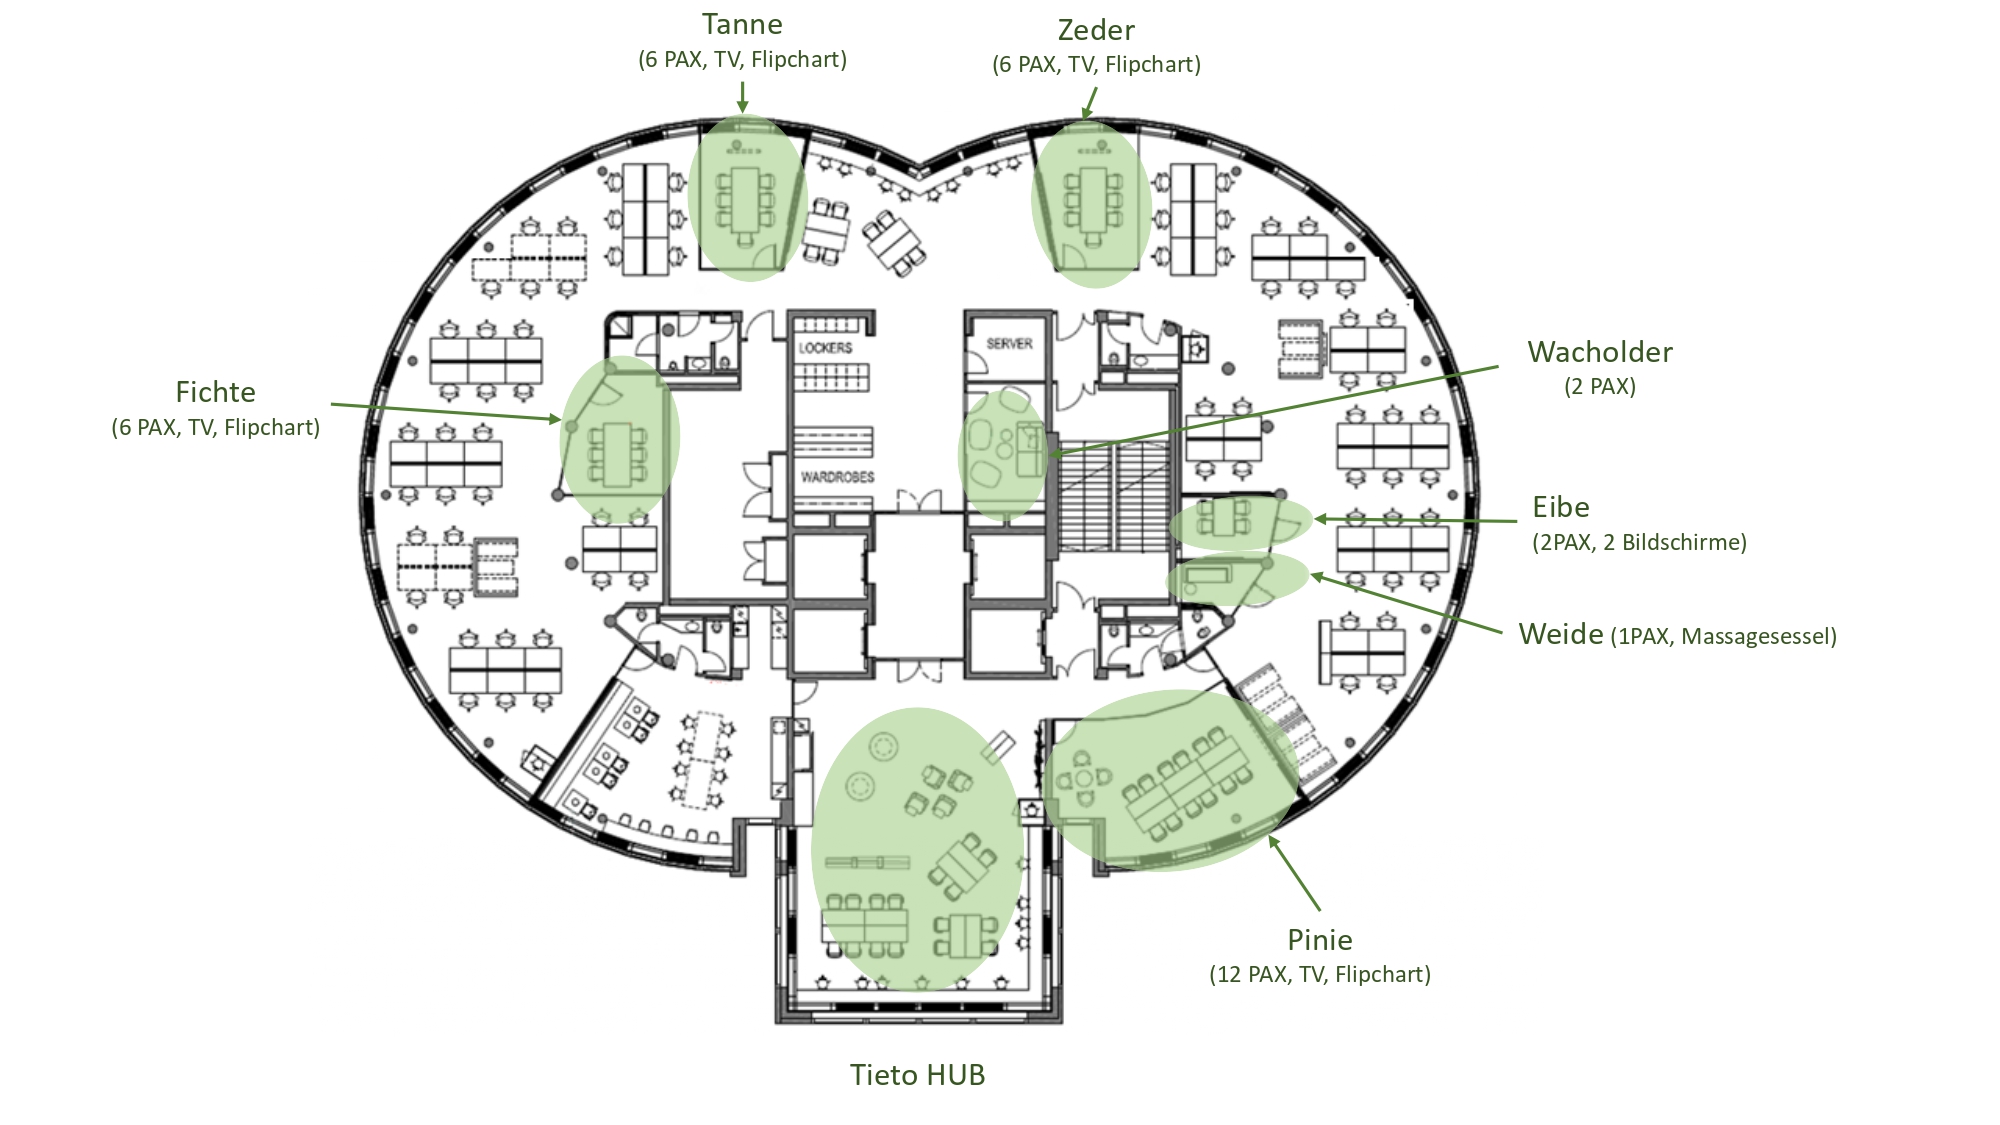 Tanne
(6 PAX, TV, Flipchart)
Zeder
(6 PAX, TV, Flipchart)
LOCKERS
SERVER
Wacholder
(2 PAX)
Fichte
(6 PAX, TV, Flipchart)
WARDROBES
Eibe
(2PAX, 2 Bildschirme)
Weide (1PAX, Massagesessel)
Pinie
(12 PAX, TV, Flipchart)
Tieto HUB